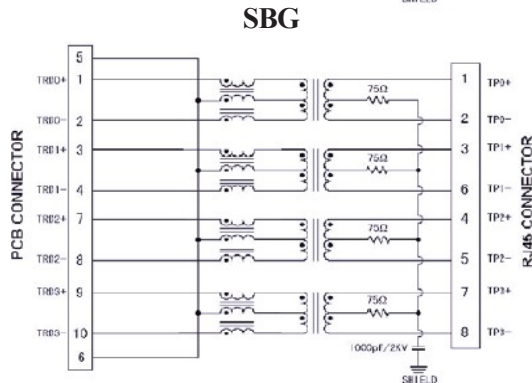 SBG
5
TRD0+ 1 75Ω 1 TP0+
TRD0- 2 2 TP0-
TRD1+ 3 75Ω 3 TP1+
TRD1- 4 6 TP1-
TRD2+ 7 75Ω 4 TP2+
TRD2- 8 5 TP2-
TRD3+ 9 75Ω 7 TP3+
TRD3- 10 8 TP3-
6 1000pF/2KV
SHIELD
PCB CONNECTOR
RJ45 CONNECTOR